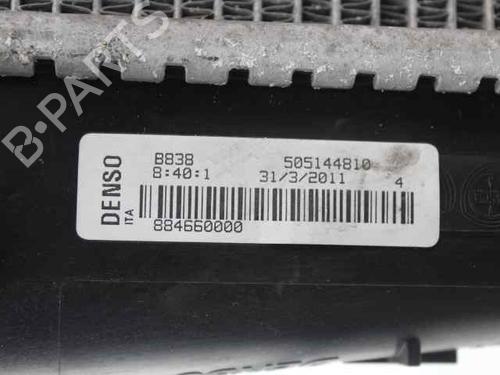 DENSO
ITA
B838 505144810
8:40:1 31/3/2011 4
884660000
B-PARTS